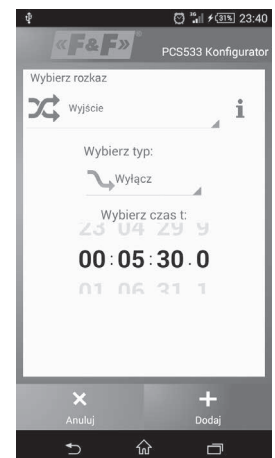 31% 23:40
«F&F» PCS533 Konfigurator
Wybierz rozkaz
Wyjście i
Wybierz typ:
Wyłącz
Wybierz czas t:
23 04 29 9
00:05:30.0
01 06 31 1
Anuluj Dodaj